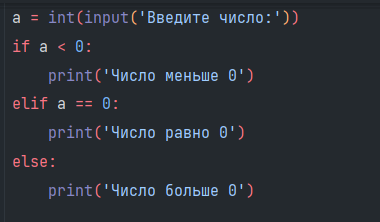 a = int(input('Введите число:'))
if a < 0:
    print('Число меньше 0')
elif a == 0:
    print('Число равно 0')
else:
    print('Число больше 0')